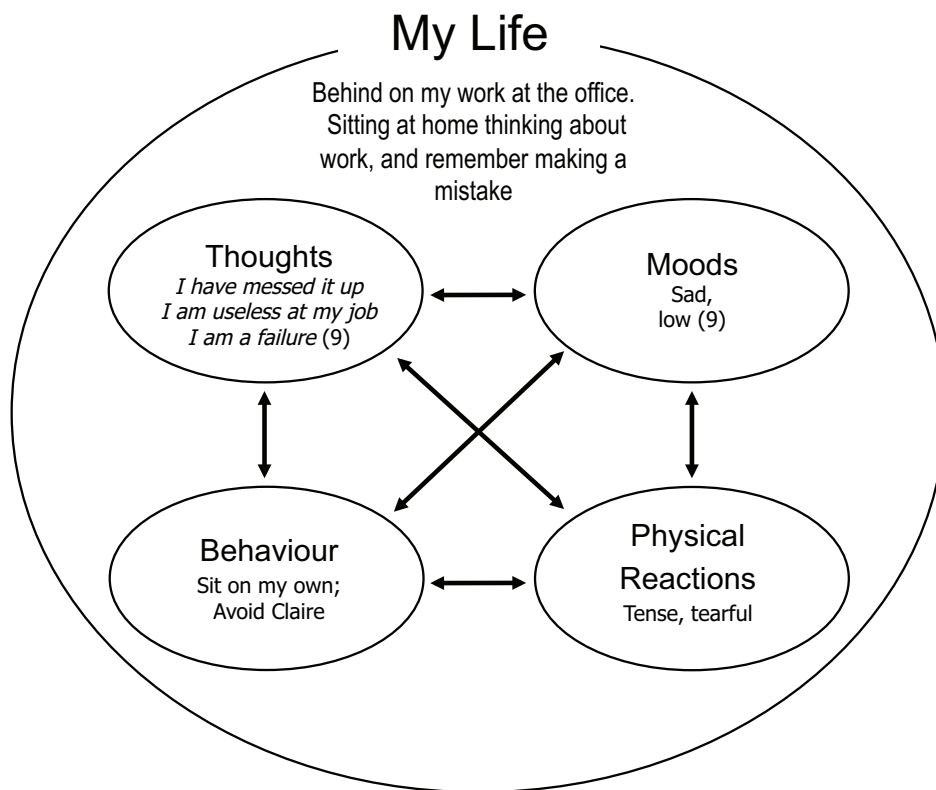 My Life
Behind on my work at the office.
Sitting at home thinking about
work, and remember making a
mistake
Thoughts
I have messed it up
I am useless at my job
I am a failure (9)
Moods
Sad,
low (9)
Behaviour
Sit on my own;
Avoid Claire
Physical
Reactions
Tense, tearful